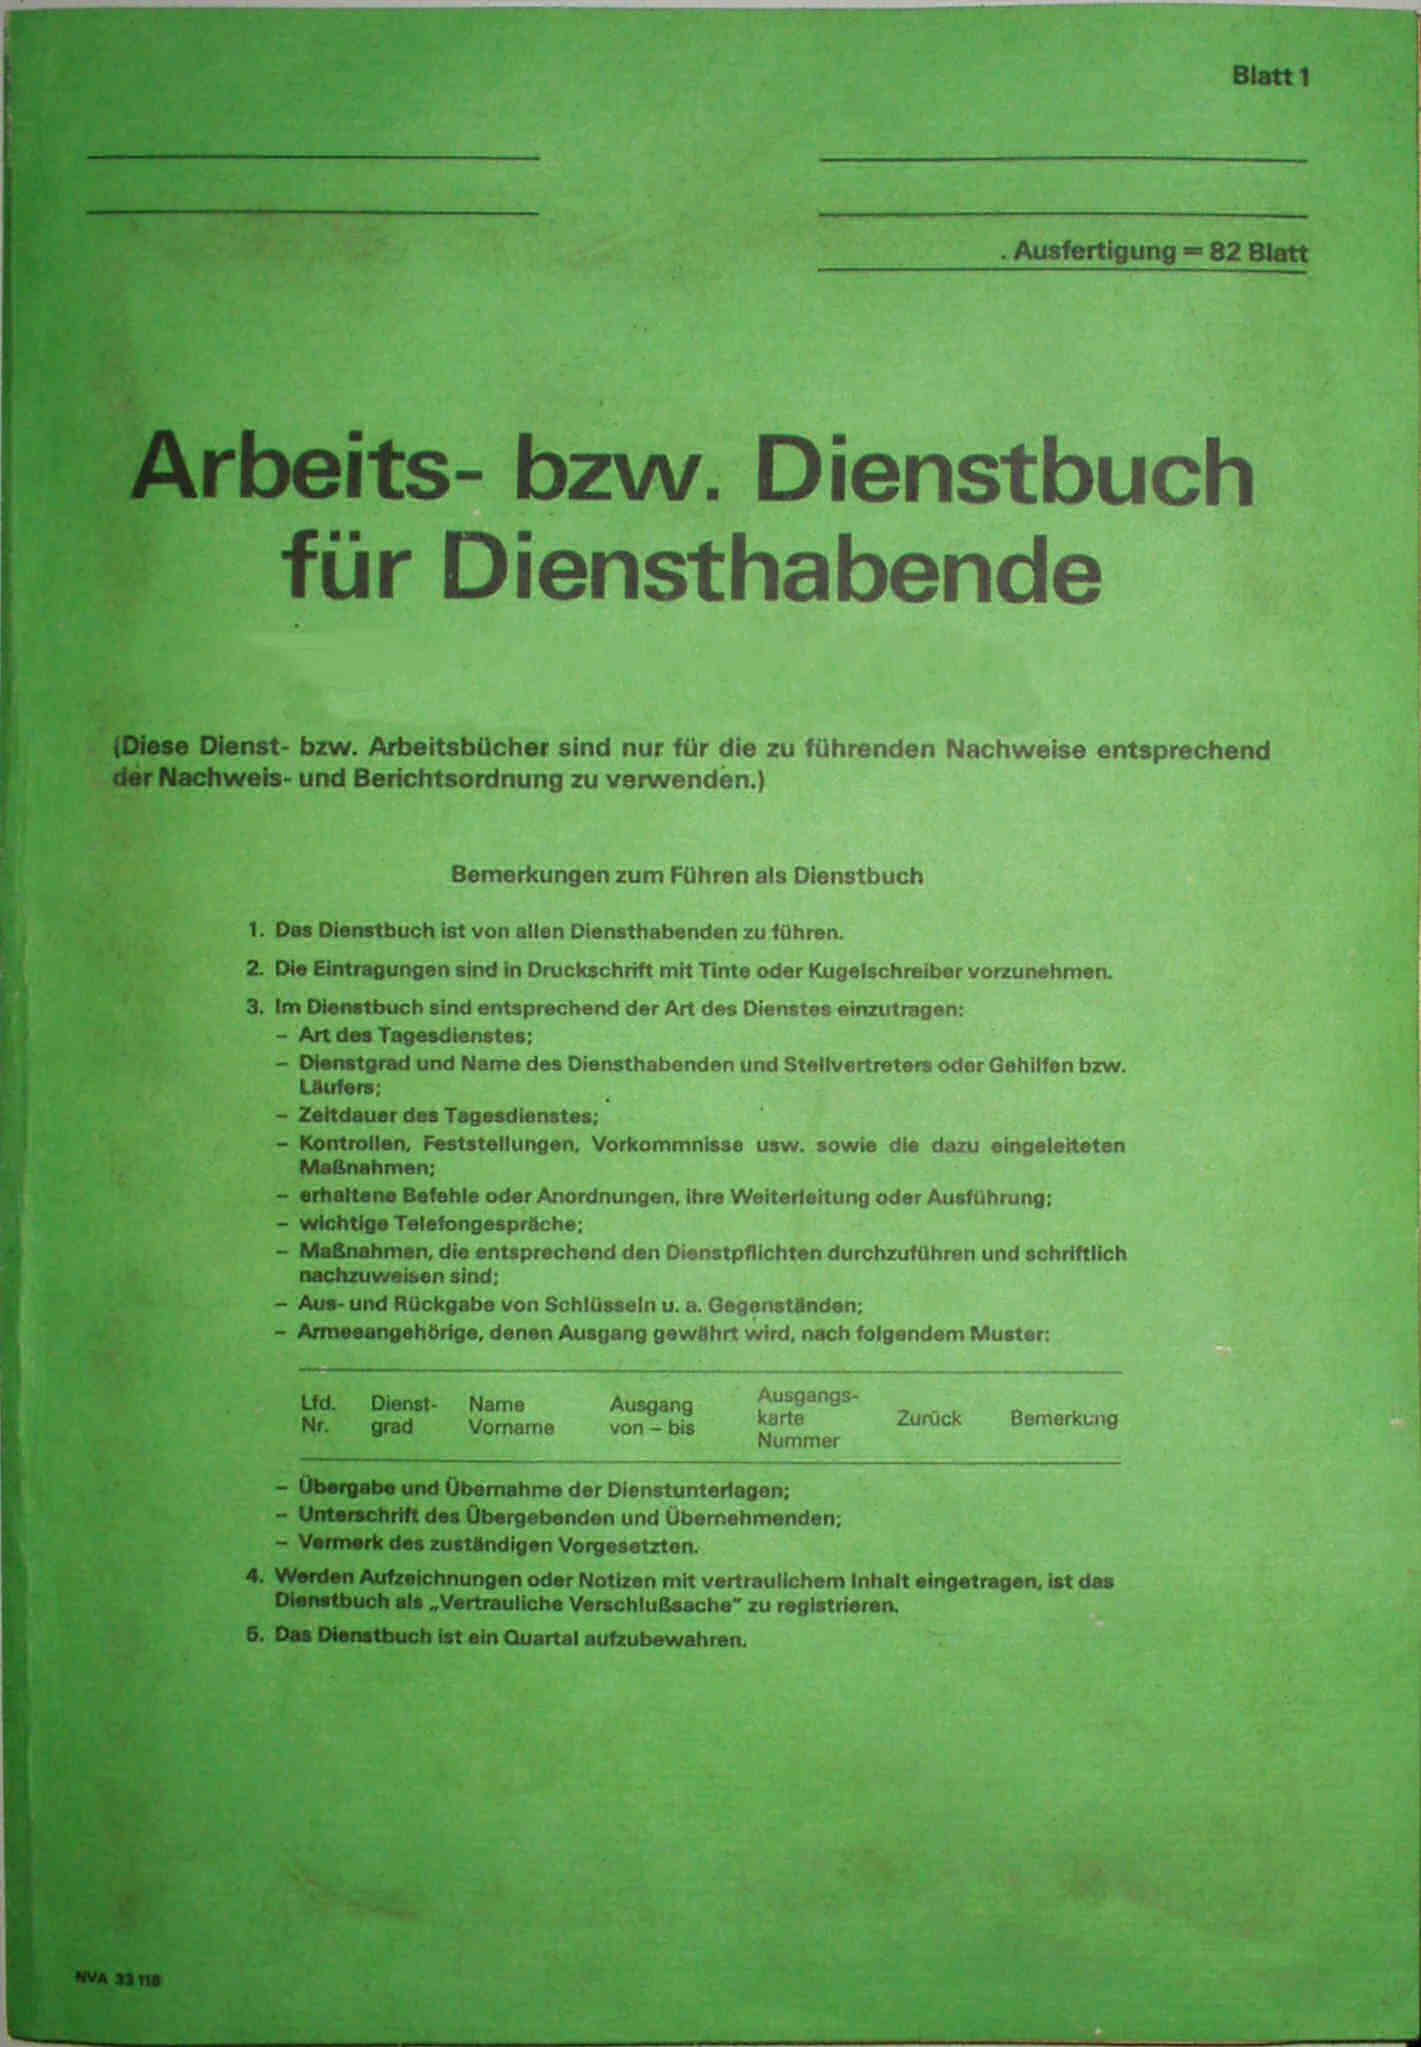 Blatt 1
. Ausfertigung = 82 Blatt
Arbeits- bzw. Dienstbuch
für Diensthabende
(Diese Dienst- bzw. Arbeitsbücher sind nur für die zu führenden Nachweise entsprechend
der Nachweis- und Berichtsordnung zu verwenden.)
Bemerkungen zum Führen als Dienstbuch
1. Das Dienstbuch ist von allen Diensthabenden zu führen.
2. Die Eintragungen sind in Druckschrift mit Tinte oder Kugelschreiber vorzunehmen.
3. Im Dienstbuch sind entsprechend der Art des Dienstes einzutragen:
– Art des Tagesdienstes;
– Dienstgrad und Name des Diensthabenden und Stellvertreters oder Gehilfen bzw.
Läufers;
– Zeitdauer des Tagesdienstes;
– Kontrollen, Feststellungen, Vorkommnisse usw. sowie die dazu eingeleiteten
Maßnahmen;
– erhaltene Befehle oder Anordnungen, ihre Weiterleitung oder Ausführung;
– wichtige Telefongespräche;
– Maßnahmen, die entsprechend den Dienstpflichten durchzuführen und schriftlich
nachzuweisen sind;
– Aus- und Rückgabe von Schlüsseln u. a. Gegenständen;
– Armeeangehörige, denen Ausgang gewährt wird, nach folgendem Muster:
Lfd. Dienst- Name Ausgang Ausgangs-
Nr. grad Vorname von – bis karte Zurück Bemerkung
Nummer
– Übergabe und Übernahme der Dienstunterlagen;
– Unterschrift des Übergebenden und Übernehmenden;
– Vermerk des zuständigen Vorgesetzten.
4. Werden Aufzeichnungen oder Notizen mit vertraulichem Inhalt eingetragen, ist das
Dienstbuch als „Vertrauliche Verschlußsache" zu registrieren.
5. Das Dienstbuch ist ein Quartal aufzubewahren.
NVA 33 118